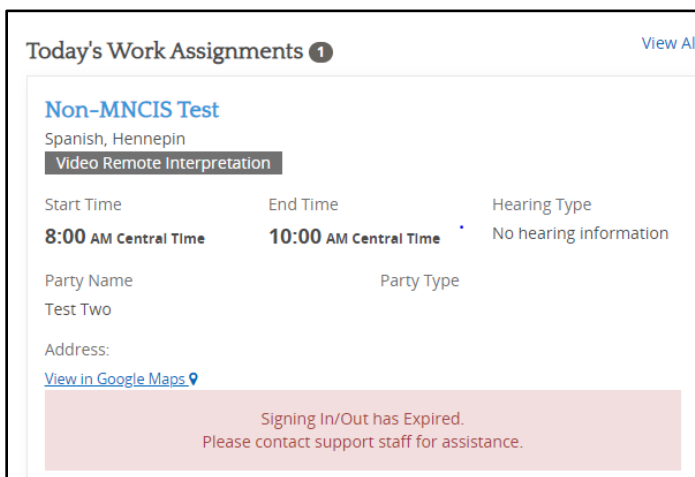 Today's Work Assignments 1
View Al
Non-MNCIS Test
Spanish, Hennepin
Video Remote Interpretation
Start Time End Time Hearing Type
8:00 AM Central Time 10:00 AM Central Time No hearing information
Party Name Party Type
Test Two
Address:
View in Google Maps
Signing In/Out has Expired.
Please contact support staff for assistance.